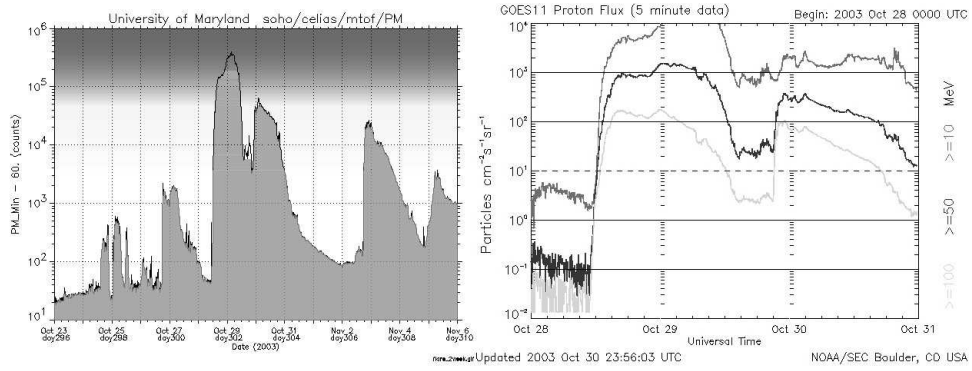 University of Maryland soho/celias/mtof/PM
PM_Min - 60. (counts)
10^6
10^5
10^4
10^3
10^2
10^1
Oct 23 Oct 25 Oct 27 Oct 29 Oct 31 Nov 2 Nov 4 Nov 6
day296 day298 day300 day302 day304 day306 day308 day310
Date (2003)
GOES11 Proton Flux (5 minute data) Begin: 2003 Oct 28 0000 UTC
Particles cm^-2 s^-1 sr^-1
10^4
10^3
10^2
10^1
10^0
10^-1
10^-2
Oct 28 Oct 29 Oct 30 Oct 31
Universal Time
>=10 MeV
>=50
>=100
Updated 2003 Oct 30 23:56:03 UTC NOAA/SEC Boulder, CO USA